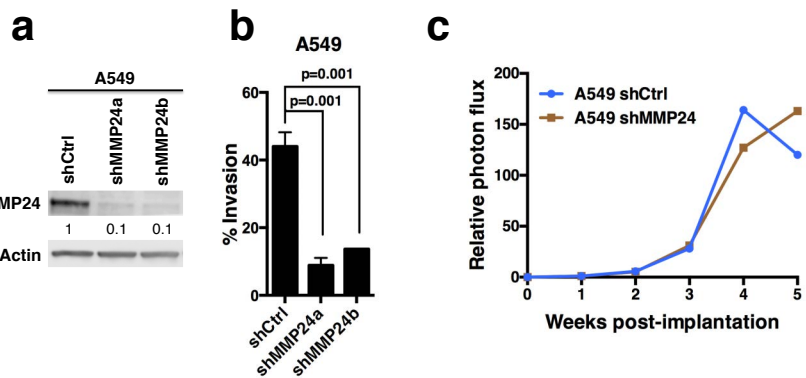 a
A549
shCtrl
shMMP24a
shMMP24b
MP24
1 0.1 0.1
Actin
b
A549
p=0.001
p=0.001
% Invasion
60
40
20
0
shCtrl
shMMP24a
shMMP24b
c
A549 shCtrl
A549 shMMP24
Relative photon flux
200
150
100
50
0
0 1 2 3 4 5
Weeks post-implantation